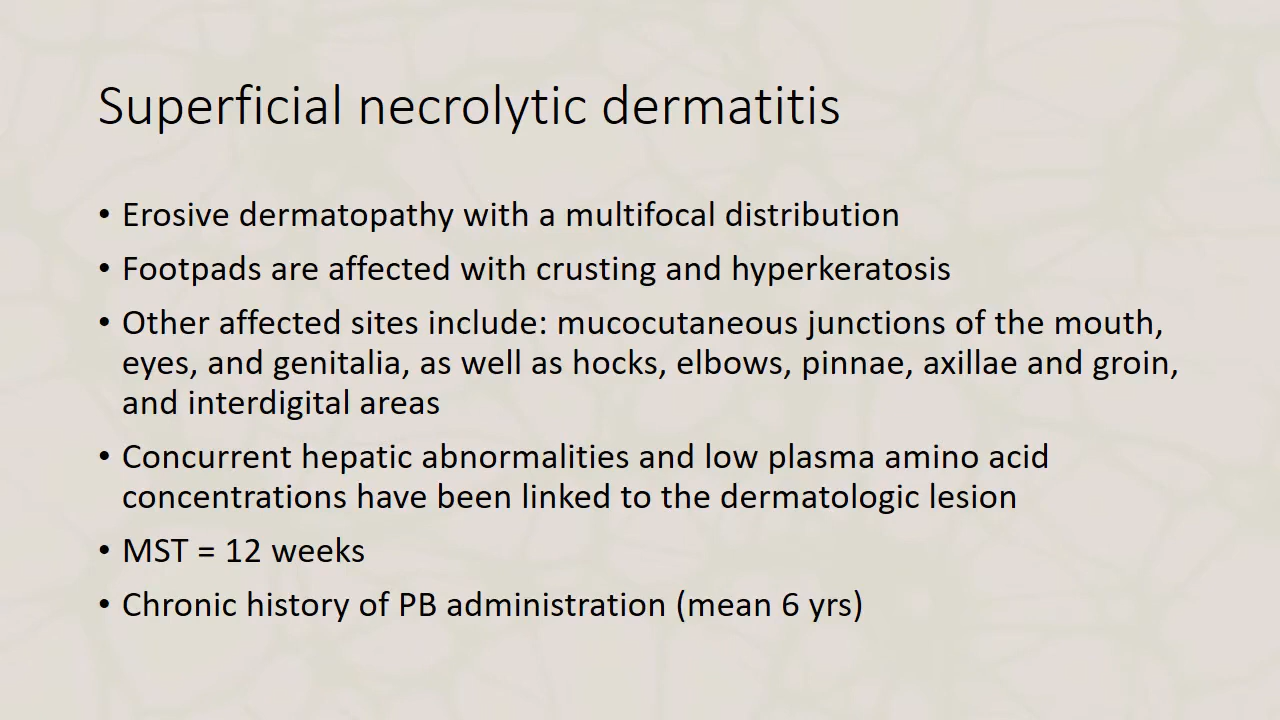 Superficial necrolytic dermatitis
• Erosive dermatopathy with a multifocal distribution
• Footpads are affected with crusting and hyperkeratosis
• Other affected sites include: mucocutaneous junctions of the mouth,
eyes, and genitalia, as well as hocks, elbows, pinnae, axillae and groin,
and interdigital areas
• Concurrent hepatic abnormalities and low plasma amino acid
concentrations have been linked to the dermatologic lesion
• MST = 12 weeks
• Chronic history of PB administration (mean 6 yrs)